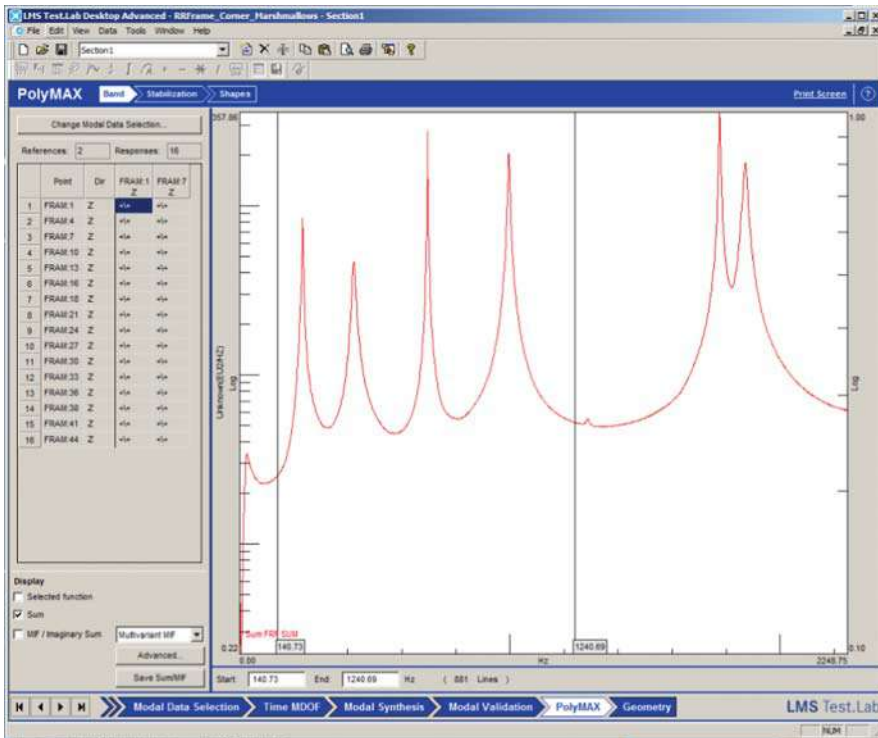 LMS Test.Lab Desktop Advanced - RRFrame_Corner_Marshmallows - Section1
File Edit View Data Tools Window Help
Section1
PolyMAX Band Stabilization Shapes Print Screen ?
Change Modal Data Selection...
References: 2 Responses: 16
Point Dir FRAM:1 Z FRAM:7 Z
1 FRAM:1 Z
2 FRAM:4 Z
3 FRAM:7 Z
4 FRAM:10 Z
5 FRAM:13 Z
6 FRAM:16 Z
7 FRAM:18 Z
8 FRAM:21 Z
9 FRAM:24 Z
10 FRAM:27 Z
11 FRAM:30 Z
12 FRAM:33 Z
13 FRAM:36 Z
14 FRAM:38 Z
15 FRAM:41 Z
16 FRAM:44 Z
Display
Selected function
Sum
MIF / Imaginary Sum Multivariant MIF
Advanced...
Save Sum/MIF
357.86
Unknown(EU2/HZ)
Log
0.22
Sum FRF SUM
140.73
1240.69
0.00
Hz
2248.75
1.00
Log
0.10
Start: 140.73 End: 1240.69 Hz ( 881 Lines )
Modal Data Selection Time MDOF Modal Synthesis Modal Validation PolyMAX Geometry LMS Test.Lab
NUM